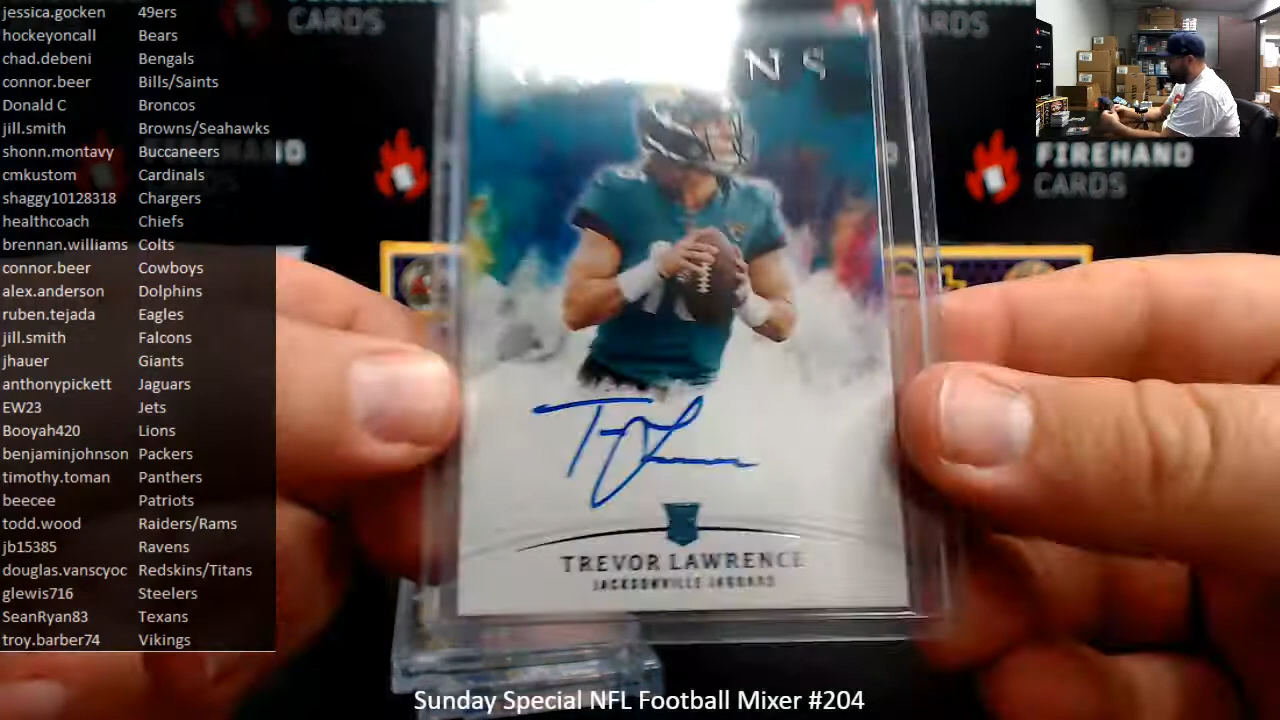 jessica.gocken 49ers
hockeyoncall Bears
chad.debeni Bengals
connor.beer Bills/Saints
Donald C Broncos
jill.smith Browns/Seahawks
shonn.montavy Buccaneers
cmkustom Cardinals
shaggy10128318 Chargers
healthcoach Chiefs
brennan.williams Colts
connor.beer Cowboys
alex.anderson Dolphins
ruben.tejada Eagles
jill.smith Falcons
jhauer Giants
anthonypickett Jaguars
EW23 Jets
Booyah420 Lions
benjaminjohnson Packers
timothy.toman Panthers
beecee Patriots
todd.wood Raiders/Rams
jb15385 Ravens
douglas.vanscyoc Redskins/Titans
glewis716 Steelers
SeanRyan83 Texans
troy.barber74 Vikings
CARDS
NS
FIREHAND
CARDS
TREVOR LAWRENCE
JACKSONVILLE JAGUARS
Sunday Special NFL Football Mixer #204